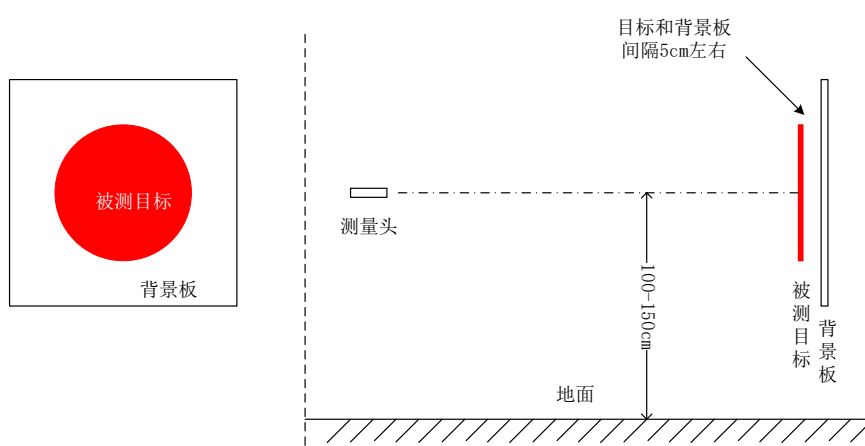 目标和背景板
间隔5cm左右
被测目标
背景板
测量头
100-150cm
被测目标
背景板
地面